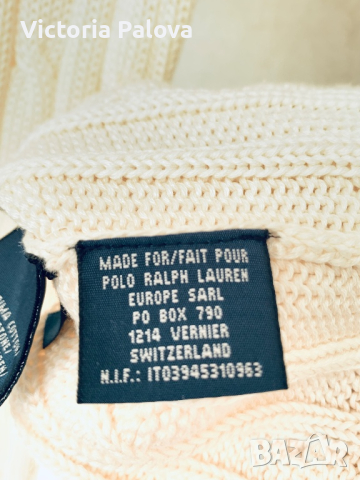 Victoria Palova
MADE FOR/FAIT POUR
POLO RALPH LAUREN
EUROPE SARL
PO BOX 790
1214 VERNIER
SWITZERLAND
N.I.F.: IT03945310963
COTTON
BAZAR